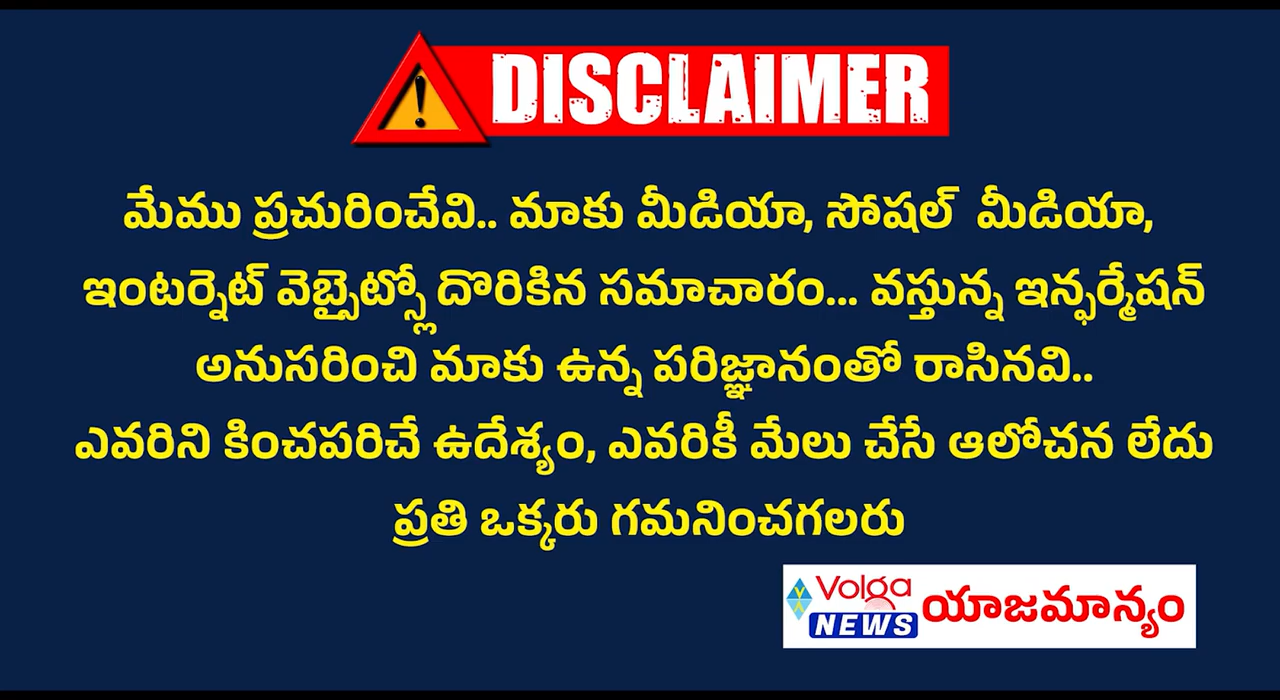 DISCLAIMER
మేము ప్రచురించేవి.. మాకు మీడియా, సోషల్ మీడియా,
ఇంటర్నెట్ వెబ్సైట్స్లో దొరికిన సమాచారం... వస్తున్న ఇన్ఫర్మేషన్
అనుసరించి మాకు ఉన్న పరిజ్ఞానంతో రాసినవి..
ఎవరిని కించపరిచే ఉదేశ్యం, ఎవరికీ మేలు చేసే ఆలోచన లేదు
ప్రతి ఒక్కరు గమనించగలరు
Volga
NEWS యాజమాన్యం